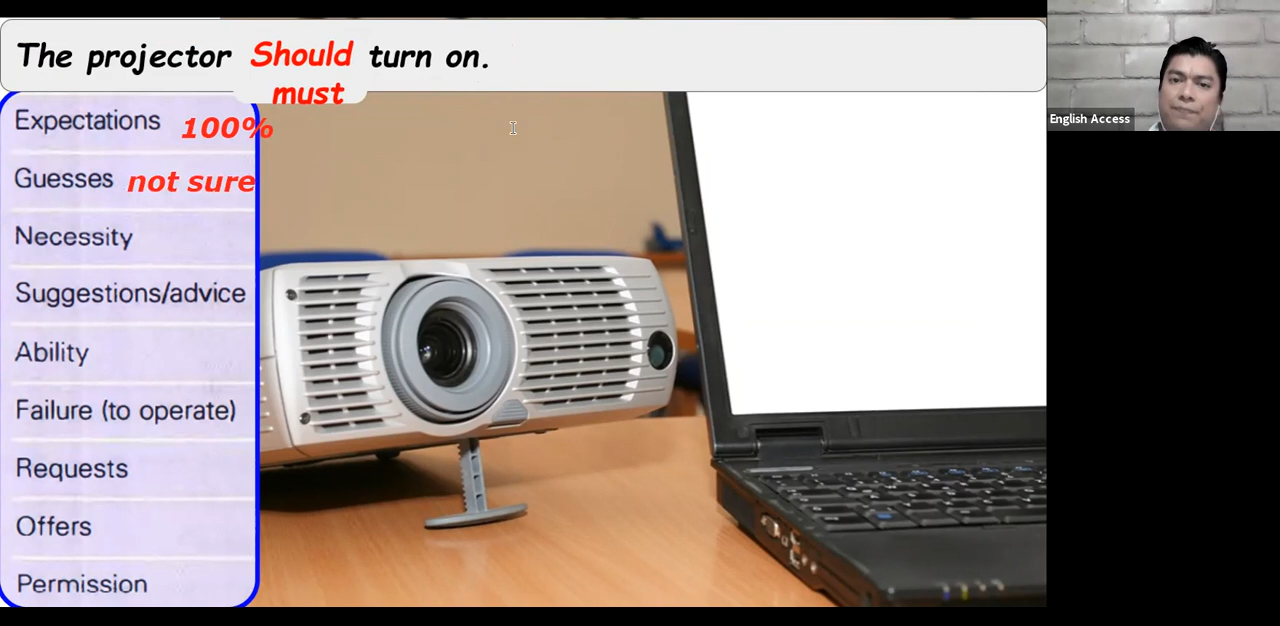 The projector Should turn on.
must
Expectations 100%
Guesses not sure
Necessity
Suggestions/advice
Ability
Failure (to operate)
Requests
Offers
Permission
English Access